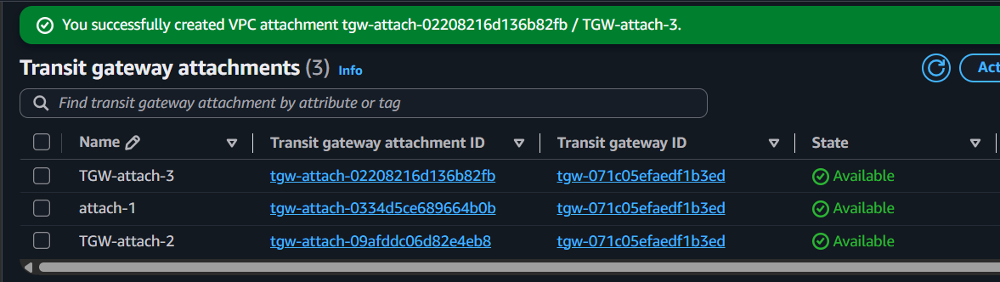 You successfully created VPC attachment tgw-attach-02208216d136b82fb / TGW-attach-3.
Transit gateway attachments (3) Info
Act
Find transit gateway attachment by attribute or tag
Name Transit gateway attachment ID Transit gateway ID State
TGW-attach-3 tgw-attach-02208216d136b82fb tgw-071c05efaedf1b3ed Available
attach-1 tgw-attach-0334d5ce689664b0b tgw-071c05efaedf1b3ed Available
TGW-attach-2 tgw-attach-09afddc06d82e4eb8 tgw-071c05efaedf1b3ed Available